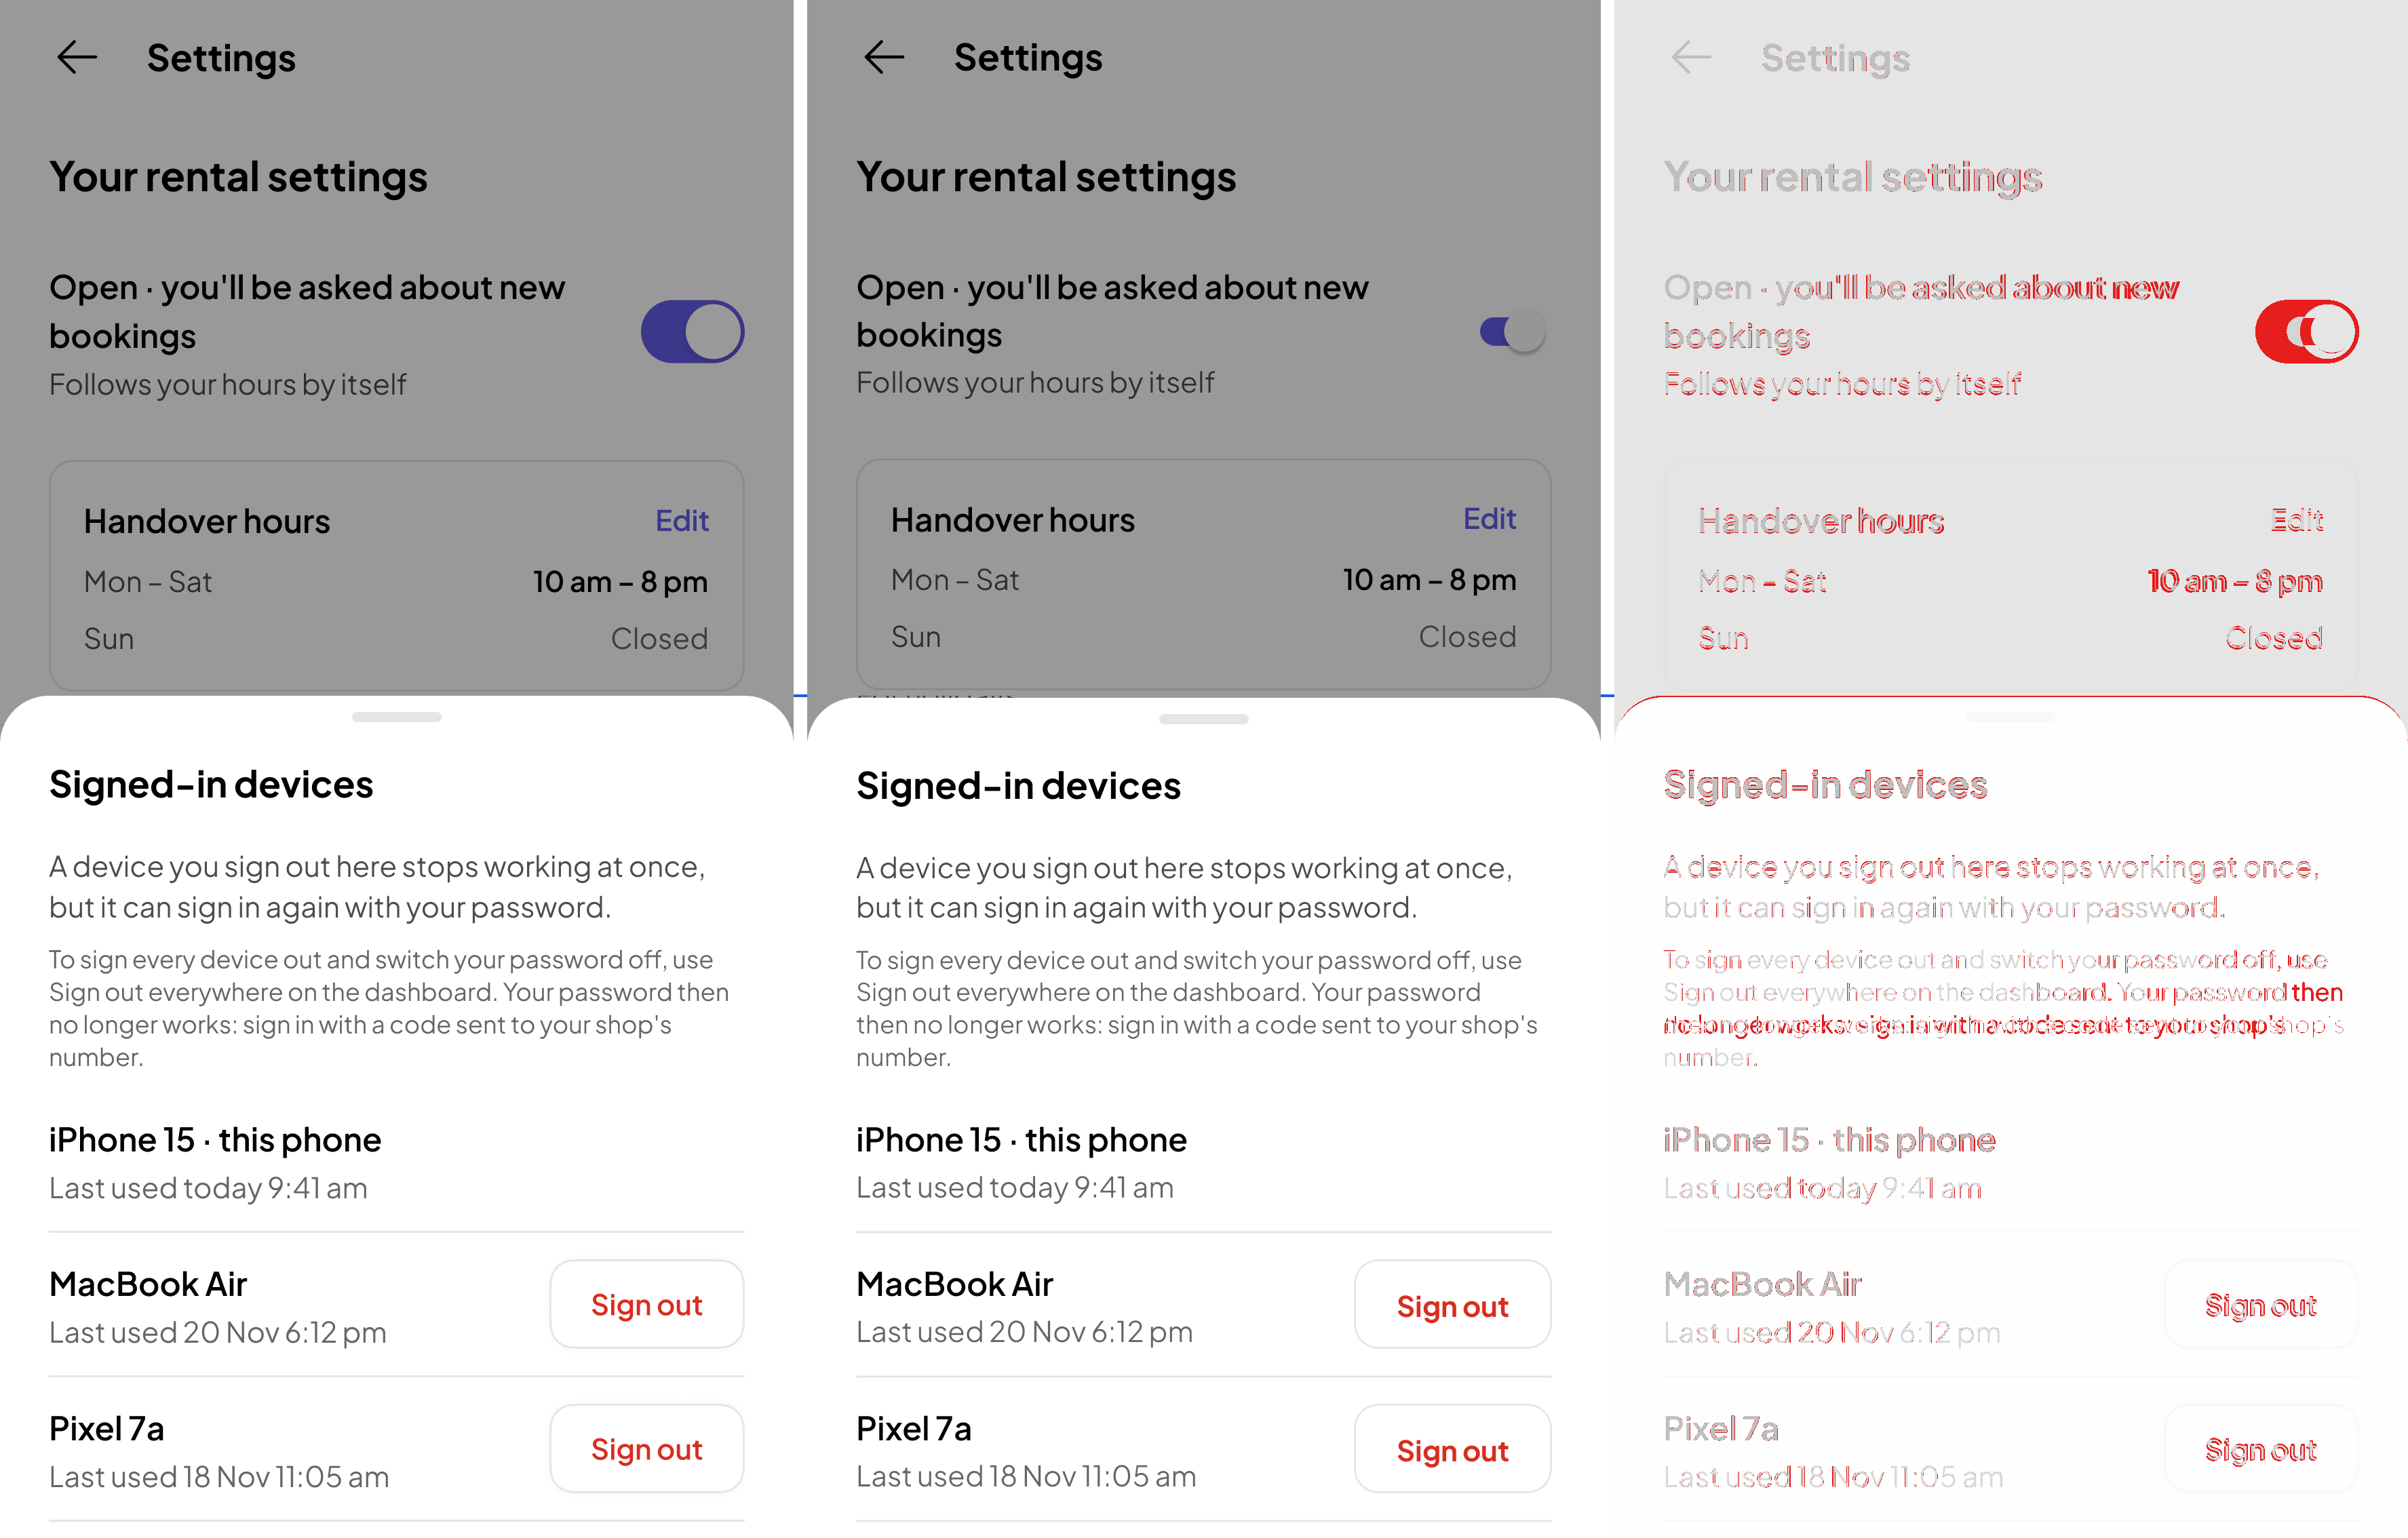 Settings
Your rental settings
Open · you'll be asked about new
bookings
Follows your hours by itself
Handover hours
Edit
Mon – Sat
10 am – 8 pm
Sun
Closed
Signed-in devices
A device you sign out here stops working at once,
but it can sign in again with your password.
To sign every device out and switch your password off, use
Sign out everywhere on the dashboard. Your password then
no longer works: sign in with a code sent to your shop's
number.
iPhone 15 · this phone
Last used today 9:41 am
MacBook Air
Last used 20 Nov 6:12 pm
Sign out
Pixel 7a
Last used 18 Nov 11:05 am
Sign out
Settings
Your rental settings
Open · you'll be asked about new
bookings
Follows your hours by itself
Handover hours
Edit
Mon – Sat
10 am – 8 pm
Sun
Closed
Signed-in devices
A device you sign out here stops working at once,
but it can sign in again with your password.
To sign every device out and switch your password off, use
Sign out everywhere on the dashboard. Your password
then no longer works: sign in with a code sent to your shop's
number.
iPhone 15 · this phone
Last used today 9:41 am
MacBook Air
Last used 20 Nov 6:12 pm
Sign out
Pixel 7a
Last used 18 Nov 11:05 am
Sign out
Settings
Your rental settings
Open · you'll be asked about new
bookings
Follows your hours by itself
Handover hours
Edit
Mon – Sat
10 am – 8 pm
Sun
Closed
Signed-in devices
A device you sign out here stops working at once,
but it can sign in again with your password.
To sign every device out and switch your password off, use
Sign out everywhere on the dashboard. Your password then
number.
iPhone 15 · this phone
Last used today 9:41 am
MacBook Air
Last used 20 Nov 6:12 pm
Sign out
Pixel 7a
Last used 18 Nov 11:05 am
Sign out